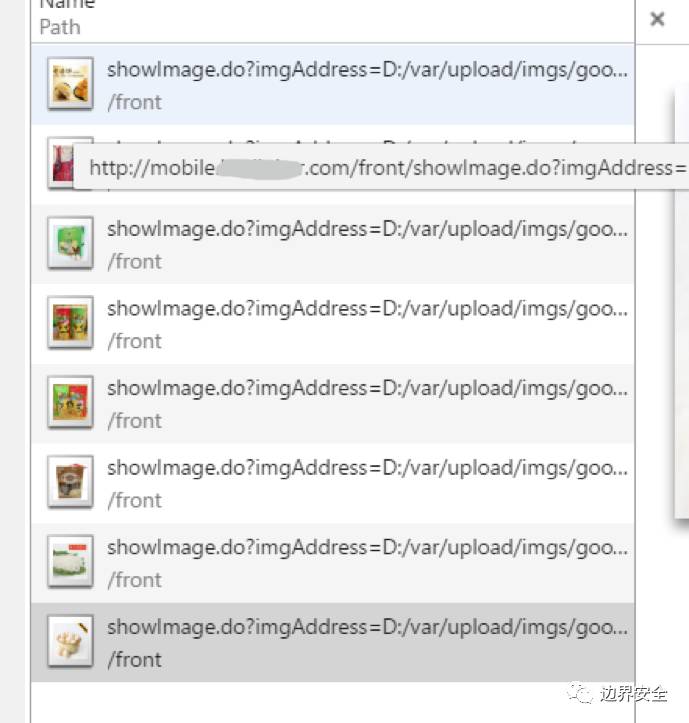 Name
Path
showImage.do?imgAddress=D:/var/upload/imgs/goo...
/front
http://mobile. .com/front/showImage.do?imgAddress=
showImage.do?imgAddress=D:/var/upload/imgs/goo...
/front
showImage.do?imgAddress=D:/var/upload/imgs/goo...
/front
showImage.do?imgAddress=D:/var/upload/imgs/goo...
/front
showImage.do?imgAddress=D:/var/upload/imgs/goo...
/front
showImage.do?imgAddress=D:/var/upload/imgs/goo...
/front
showImage.do?imgAddress=D:/var/upload/imgs/goo...
/front
边界安全